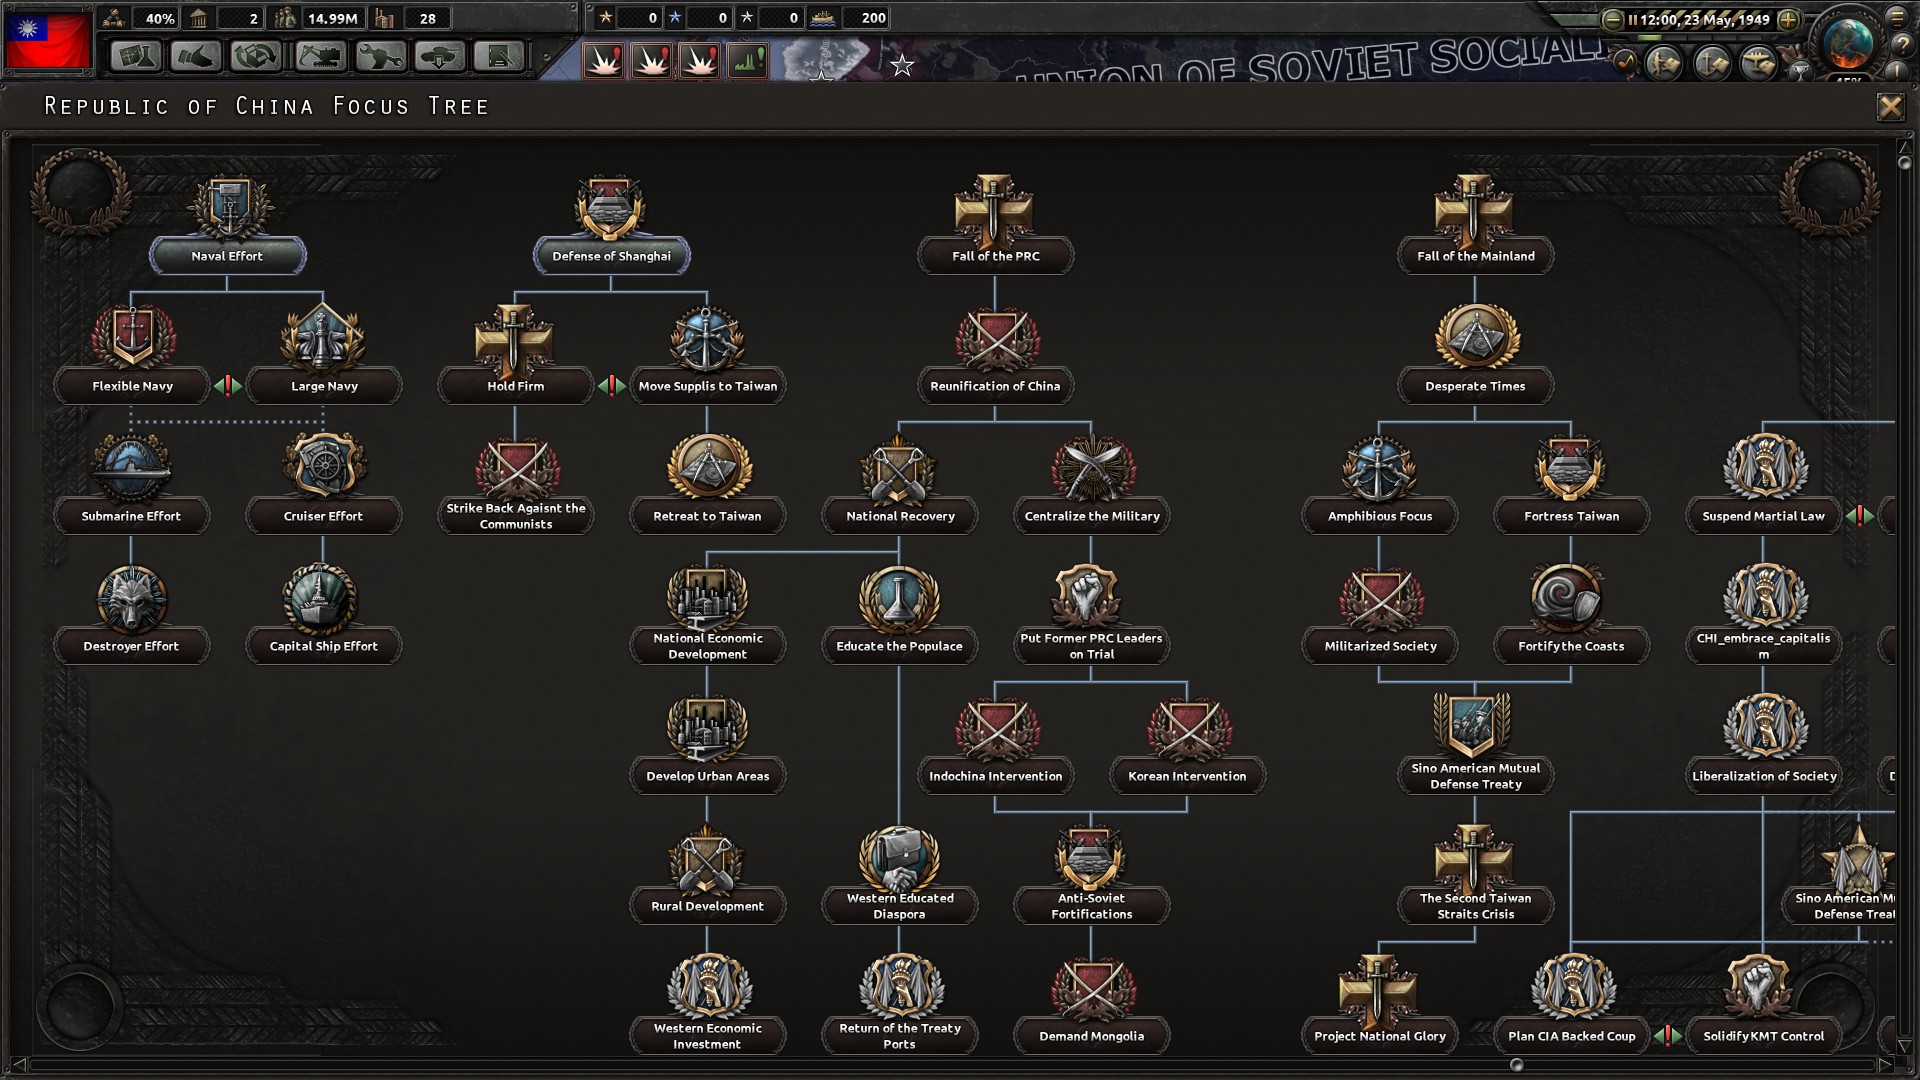 40%
2
14.99M
28
0
0
0
200
12:00, 23 May, 1949
UNION OF SOVIET SOCIALI
Republic of China Focus Tree
Naval Effort
Defense of Shanghai
Fall of the PRC
Fall of the Mainland
Flexible Navy
Large Navy
Hold Firm
Move Supplis to Taiwan
Reunification of China
Desperate Times
Submarine Effort
Cruiser Effort
Strike Back Agaisnt the
Communists
Retreat to Taiwan
National Recovery
Centralize the Military
Amphibious Focus
Fortress Taiwan
Suspend Martial Law
Destroyer Effort
Capital Ship Effort
National Economic
Development
Educate the Populace
Put Former PRC Leaders
on Trial
Militarized Society
Fortify the Coasts
CHI_embrace_capitalis
m
Develop Urban Areas
Indochina Intervention
Korean Intervention
Sino American Mutual
Defense Treaty
Liberalization of Society
Rural Development
Western Educated
Diaspora
Anti-Soviet
Fortifications
The Second Taiwan
Straits Crisis
Sino American M
Defense Treat
Western Economic
Investment
Return of the Treaty
Ports
Demand Mongolia
Project National Glory
Plan CIA Backed Coup
Solidify KMT Control